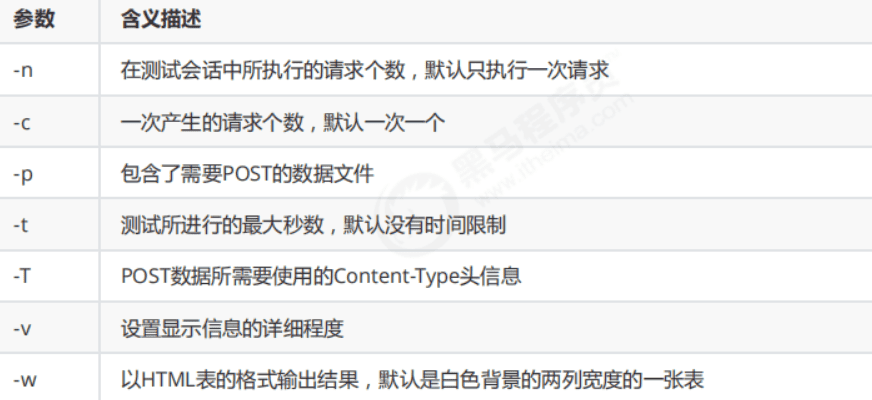 参数 含义描述
-n 在测试会话中所执行的请求个数，默认只执行一次请求
-c 一次产生的请求个数，默认一次一个
-p 包含了需要POST的数据文件
-t 测试所进行的最大秒数，默认没有时间限制
-T POST数据所需要使用的Content-Type头信息
-v 设置显示信息的详细程度
-w 以HTML表的格式输出结果，默认是白色背景的两列宽度的一张表
黑马程序员
www.itheima.com